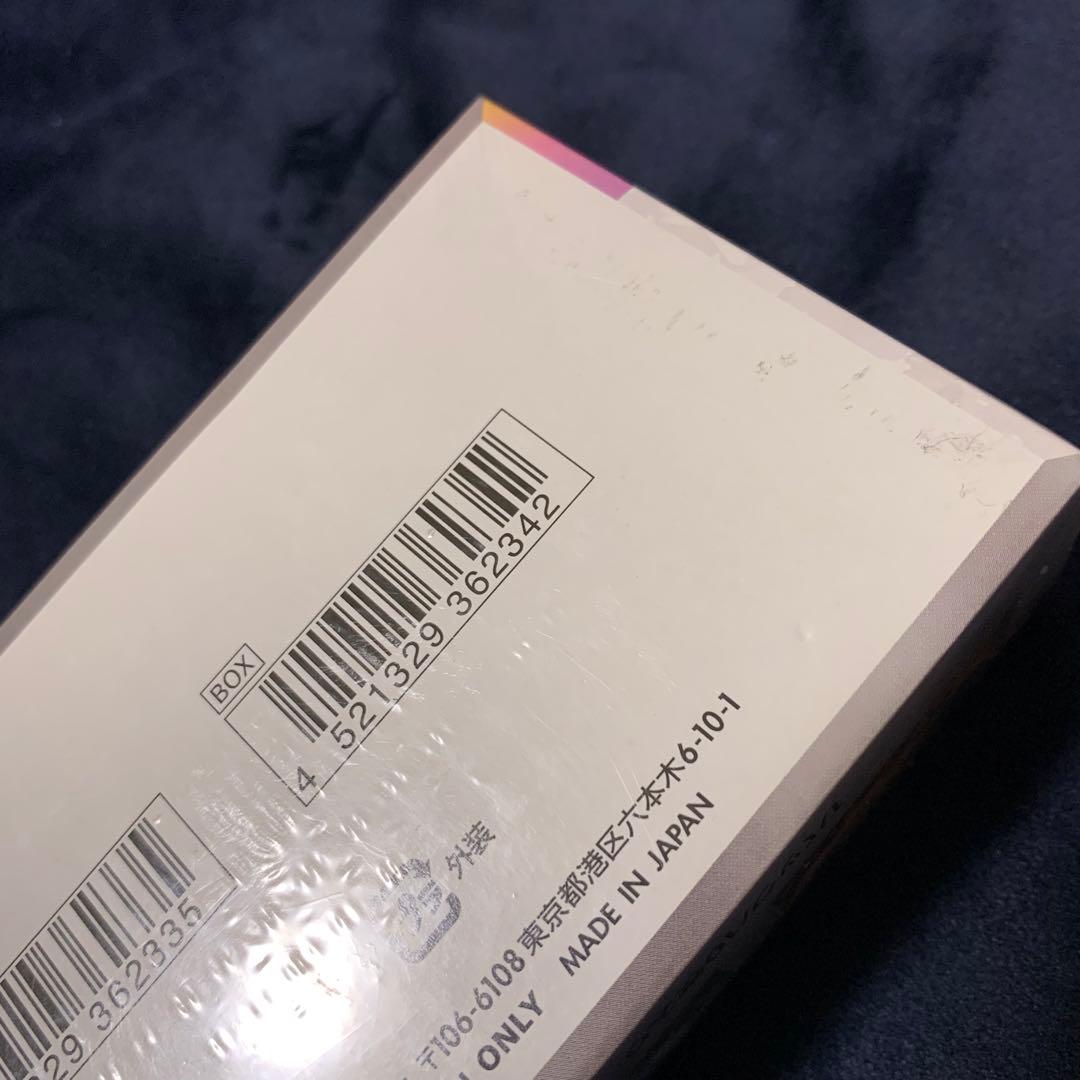 BOX
4 521329 362342
29 362335
外装
〒106-6108 東京都港区六本木6-10-1
ONLY MADE IN JAPAN